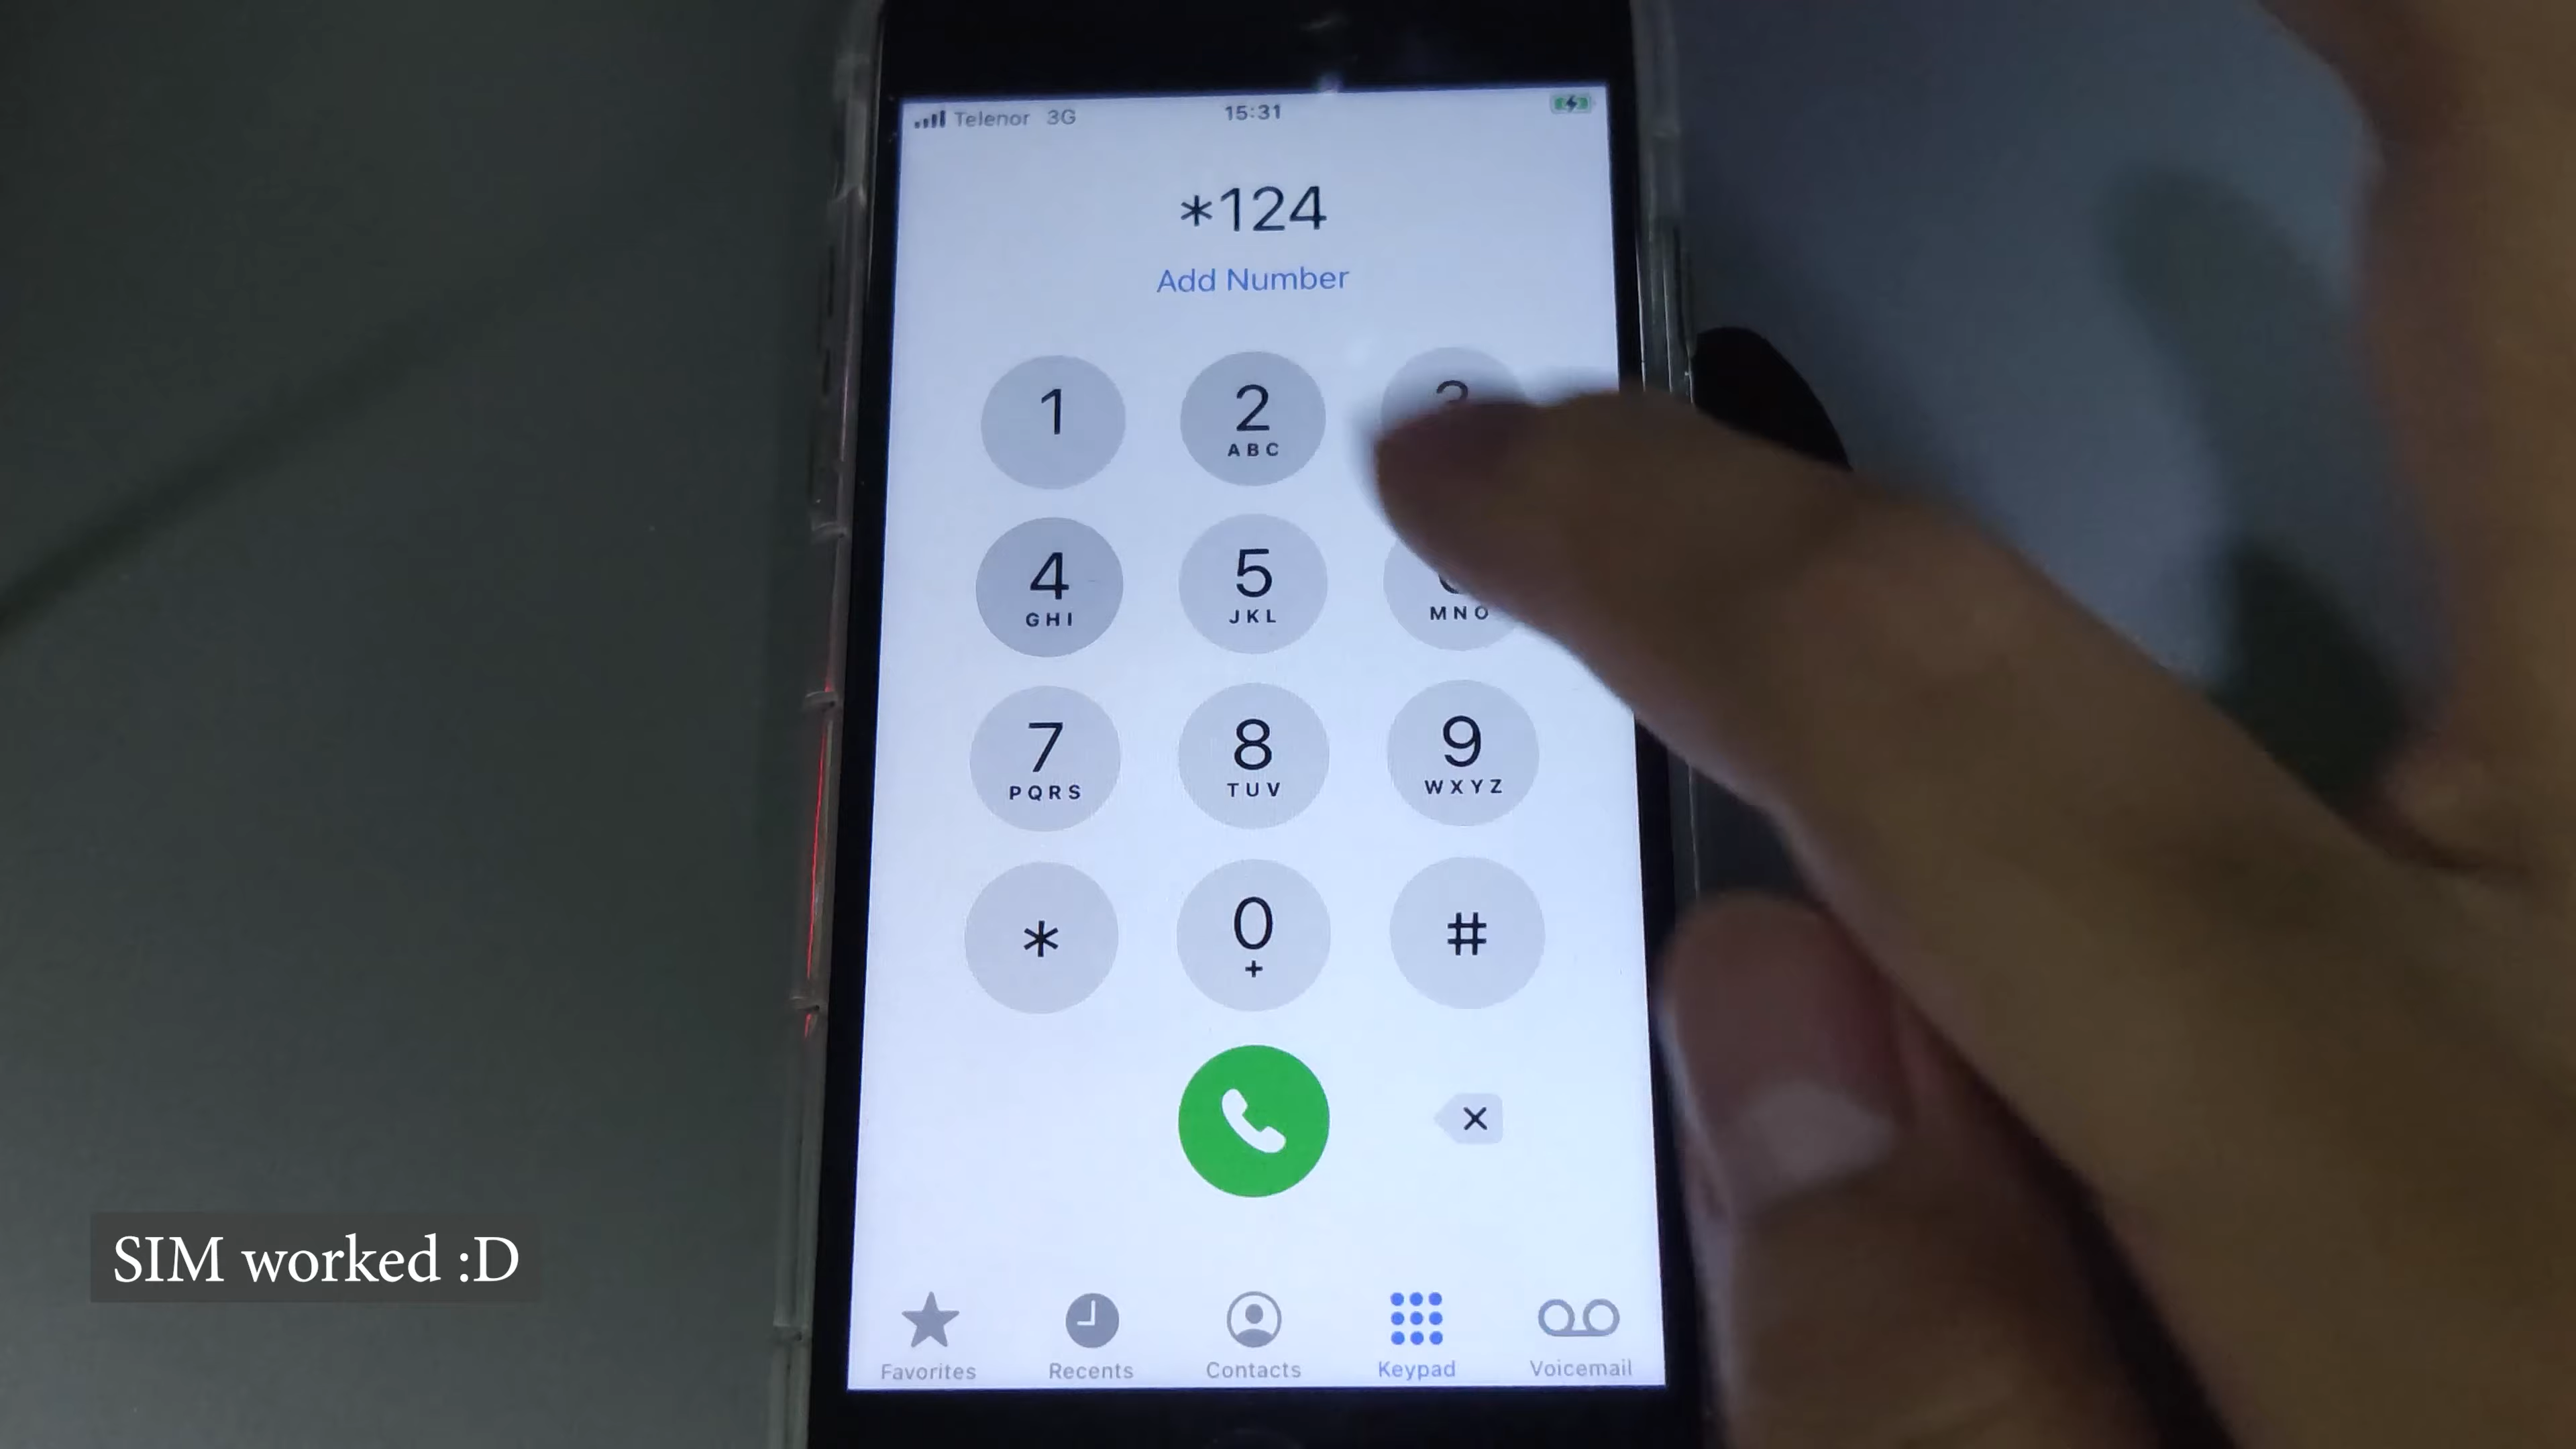 Telenor 3G 15:31
*124
Add Number
1 2 3
ABC
4 5
GHI JKL MNO
7 8 9
PQRS TUV WXYZ
* 0 #
+
SIM worked :D
Favorites Recents Contacts Keypad Voicemail